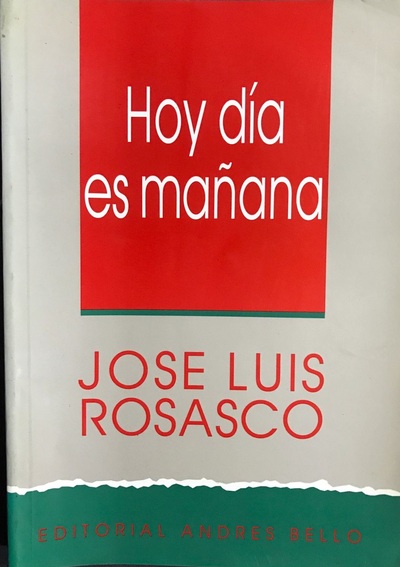 Hoy día
es mañana
JOSE LUIS
ROSASCO
EDITORIAL ANDRES BELLO